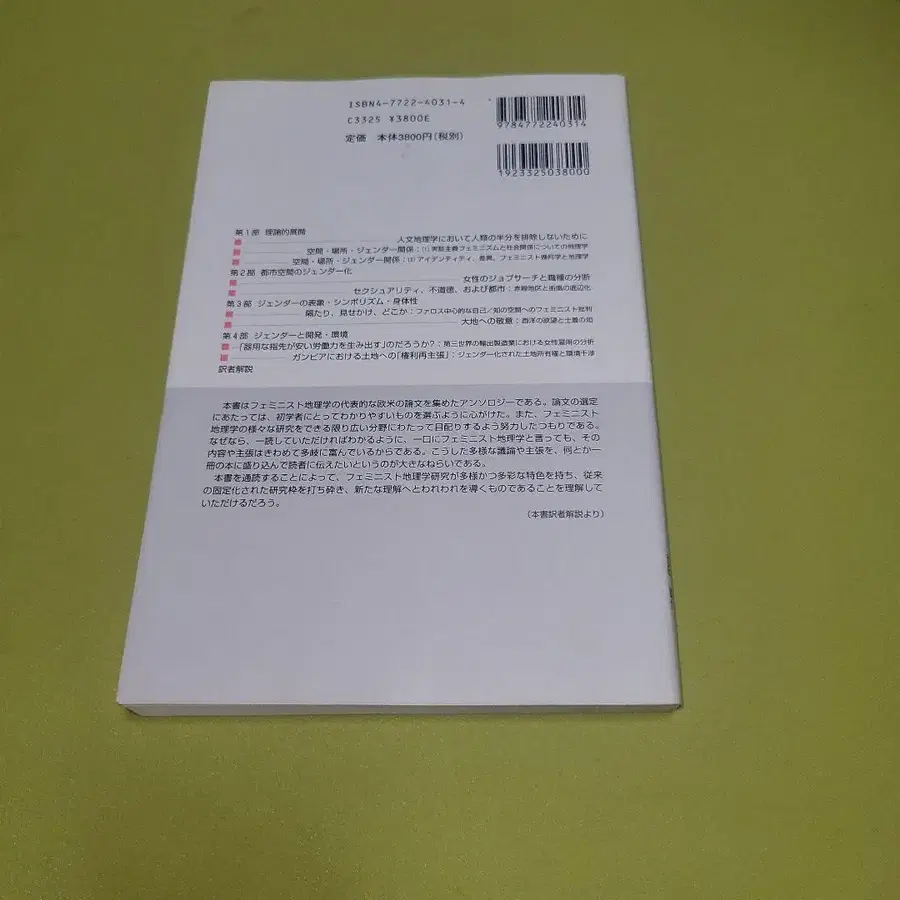 ISBN4-7722-4031-4
C3325 ¥3800E
定価 本体3800円(税別)
9784772240314
1923325038000
第1部 理論的展開
人文地理学において人類の半分を排除しないために
空間・場所・ジェンダー関係:(1)実証主義フェミニズムと社会関係についての地理学
空間・場所・ジェンダー関係:(2)アイデンティティ、差異、フェミニスト幾何学と地理学
第2部 都市空間のジェンダー化
女性のジョブサーチと職種の分断
セクシュアリティ、不道徳、および都市:赤線地区と街娼の周辺化
第3部 ジェンダーの表象・シンボリズム・身体性
隔たり、見せかけ、どこか:ファロス中心的な自己/知の空間へのフェミニスト批判
大地への敬意:西洋の欲望と土着の知
第4部 ジェンダーと開発・環境
「器用な指先が安い労働力を生み出す」のだろうか?:第三世界の輸出製造業における女性雇用の分析
ガンビアにおける土地への「権利再主張」:ジェンダー化された土地所有権と環境干渉
訳者解説
本書はフェミニスト地理学の代表的な欧米の論文を集めたアンソロジーである。論文の選定
にあたっては、初学者にとってわかりやすいものを選ぶように心がけた。また、フェミニスト
地理学の様々な研究をできる限り広い分野にわたって目配りするよう努力したつもりである。
なぜなら、一読していただければわかるように、一口にフェミニスト地理学と言っても、その
内容や主張はきわめて多岐に富んでいるからである。こうした多様な議論や主張を、何とか一
冊の本に盛り込んで読者に伝えたいというのが大きなねらいである。
本書を通読することによって、フェミニスト地理学研究が多様かつ多彩な特色を持ち、従来
の固定化された研究枠を打ち砕き、新たな理解へとわれわれを導くものであることを理解して
いただけるだろう。
(本書訳者解説より)